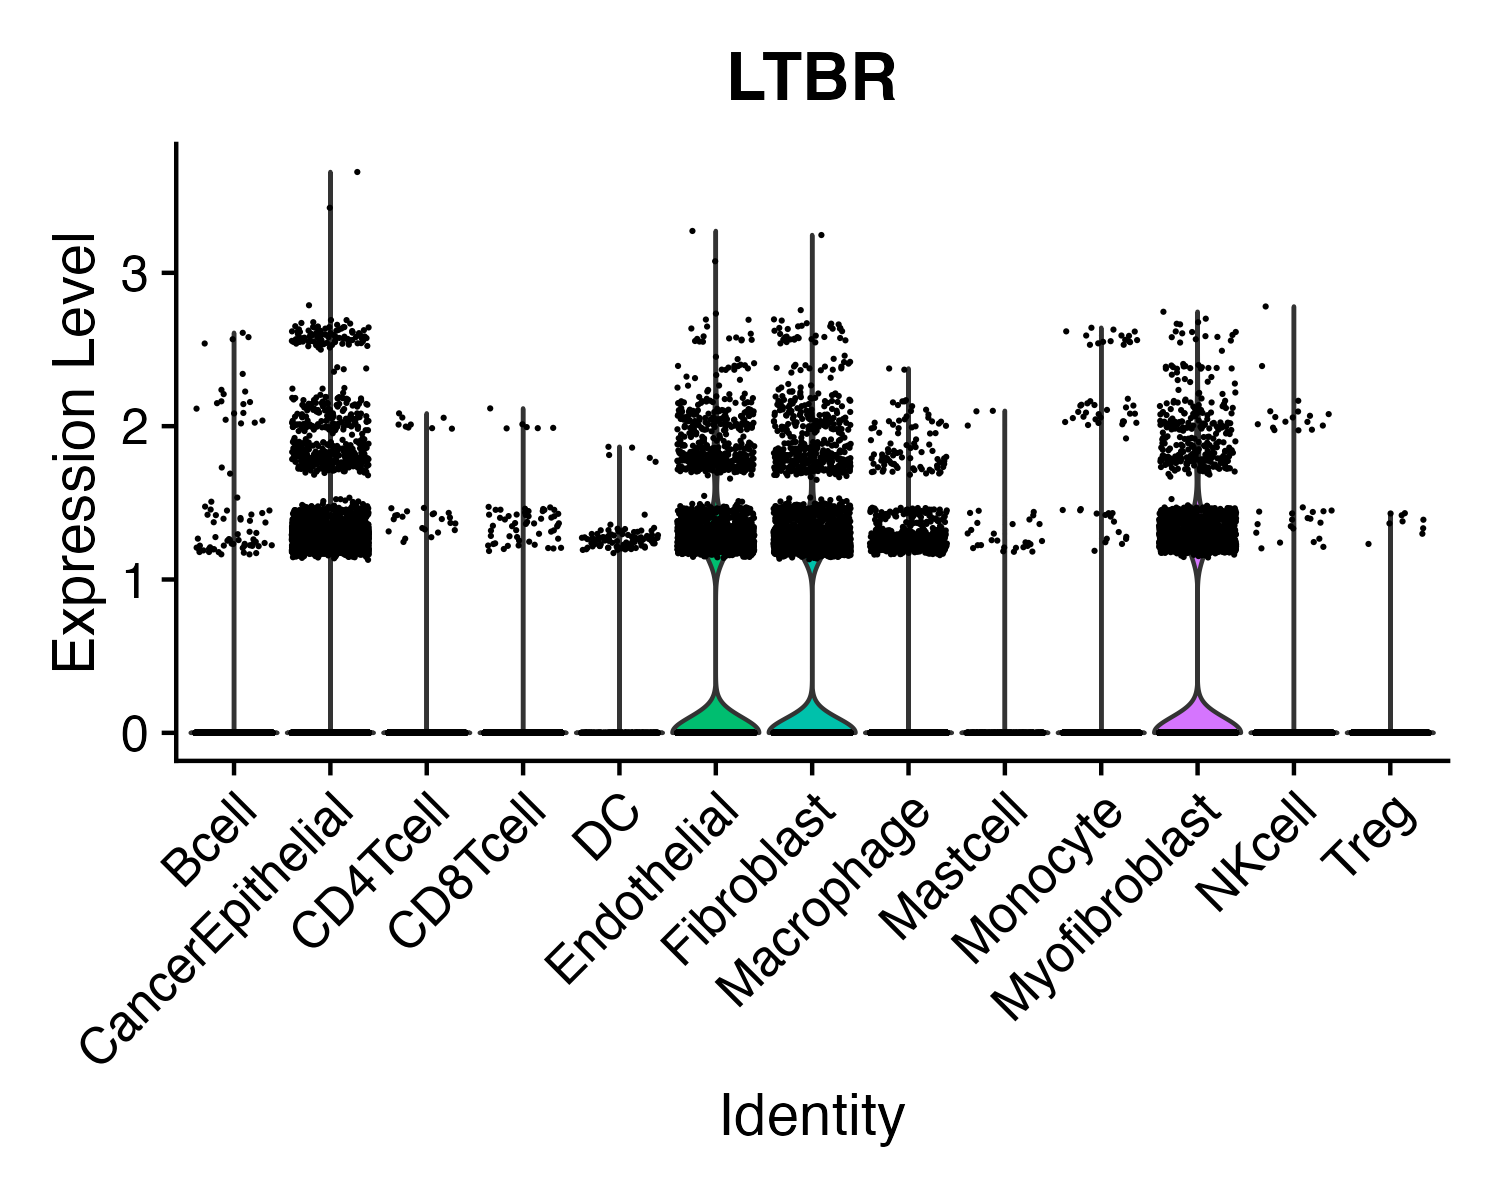 LTBR
Expression Level
3
2
1
0
Bcell
CancerEpithelial
CD4Tcell
CD8Tcell
DC
Endothelial
Fibroblast
Macrophage
Mastcell
Monocyte
Myofibroblast
NKcell
Treg
Identity